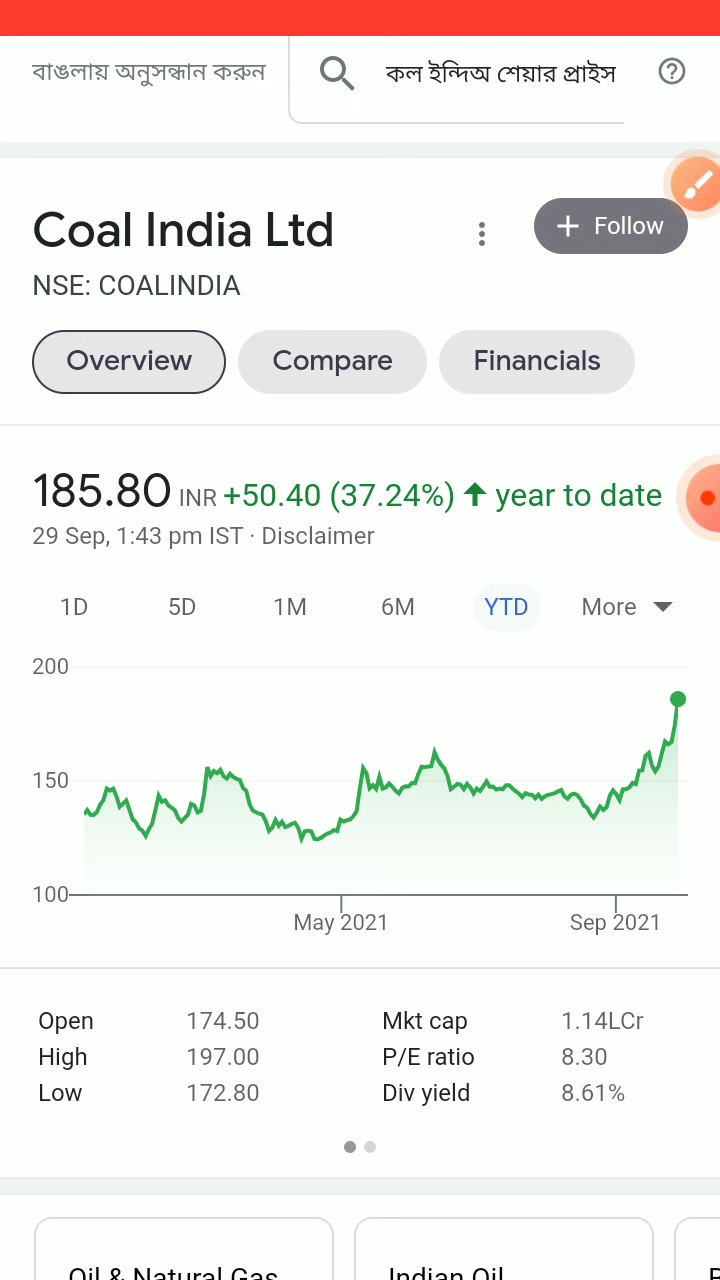 বাঙলায় অনুসন্ধান করুন
কল ইন্দিঅ শেয়ার প্রাইস
Coal India Ltd
Follow
NSE: COALINDIA
Overview Compare Financials
185.80 INR +50.40 (37.24%) ↑ year to date
29 Sep, 1:43 pm IST · Disclaimer
1D 5D 1M 6M YTD More
200
150
100
May 2021 Sep 2021
Open 174.50 Mkt cap 1.14LCr
High 197.00 P/E ratio 8.30
Low 172.80 Div yield 8.61%
Oil & Natural Gas Indian Oil